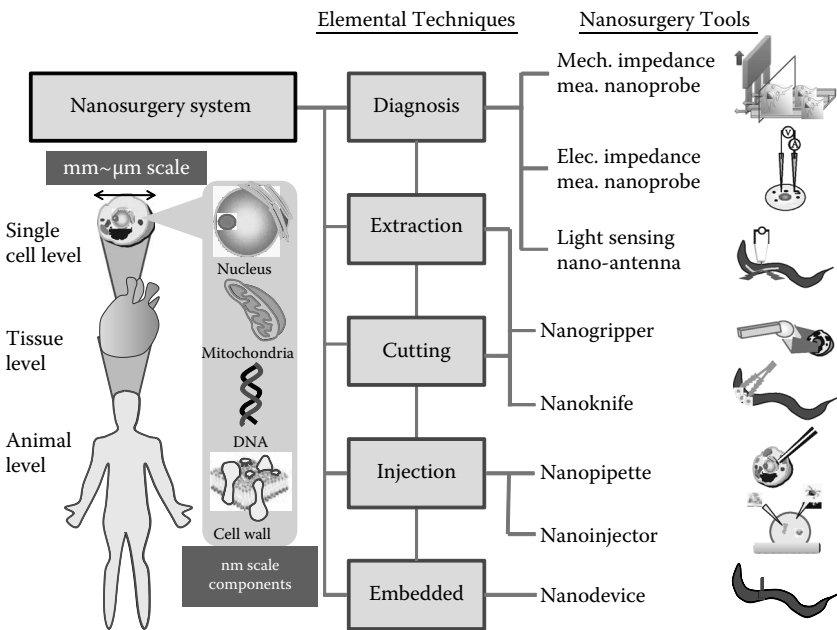 Elemental Techniques
Nanosurgery Tools
Nanosurgery system
mm~μm scale
Single
cell level
Tissue
level
Animal
level
Nucleus
Mitochondria
DNA
Cell wall
nm scale
components
Diagnosis
Extraction
Cutting
Injection
Embedded
Mech. impedance
mea. nanoprobe
Elec. impedance
mea. nanoprobe
Light sensing
nano-antenna
Nanogripper
Nanoknife
Nanopipette
Nanoinjector
Nanodevice
V
A